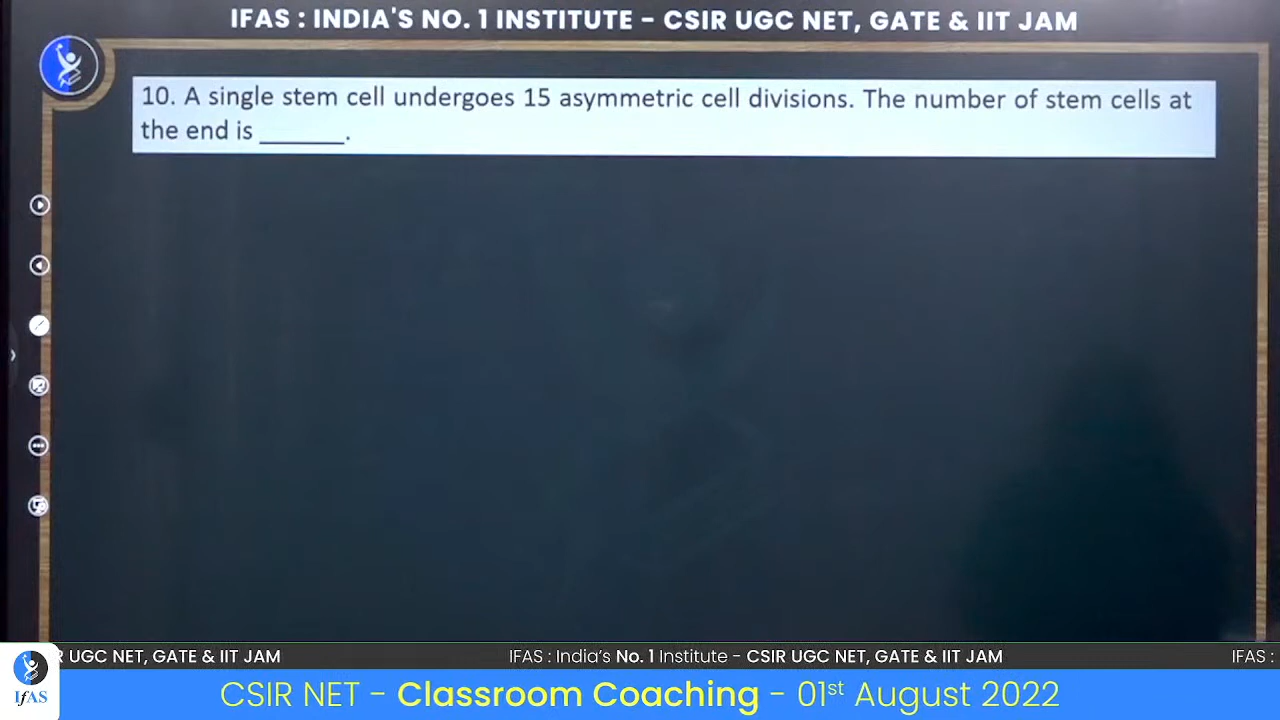 IFAS : INDIA'S NO. 1 INSTITUTE - CSIR UGC NET, GATE & IIT JAM
10. A single stem cell undergoes 15 asymmetric cell divisions. The number of stem cells at
the end is ______.
R UGC NET, GATE & IIT JAM IFAS : India's No. 1 Institute - CSIR UGC NET, GATE & IIT JAM IFAS :
IfAS
CSIR NET - Classroom Coaching - 01st August 2022